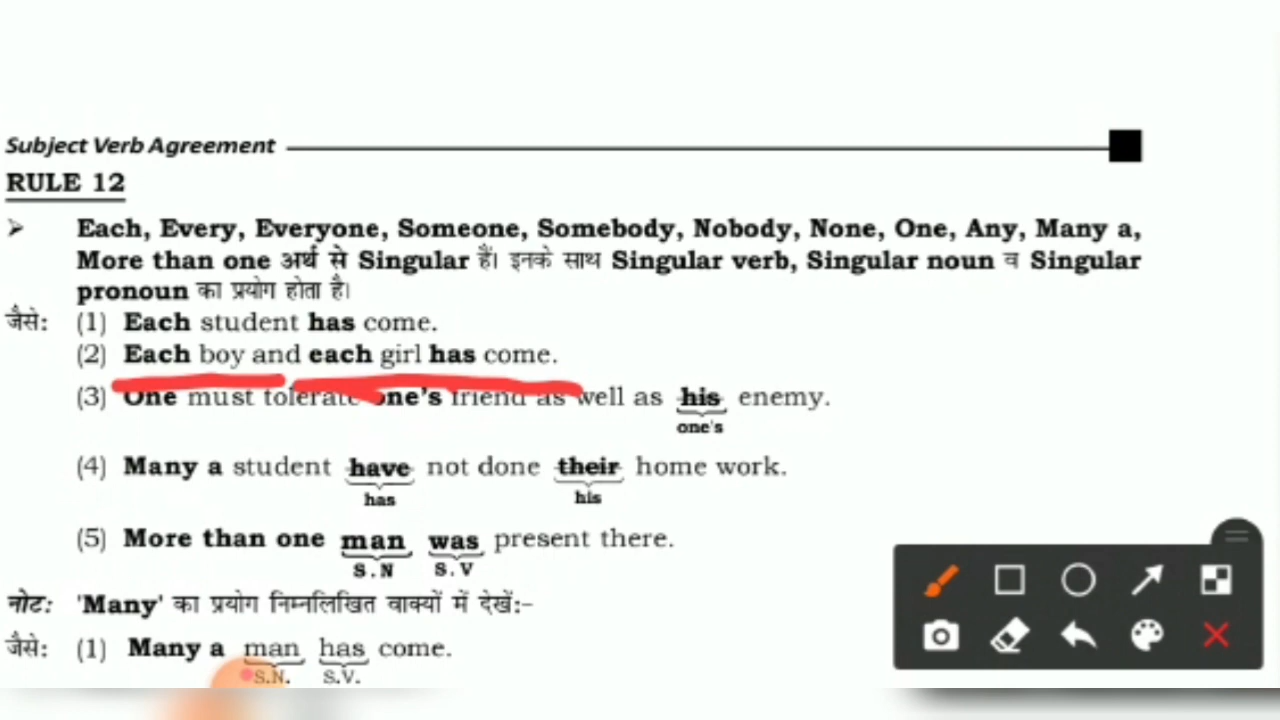 Subject Verb Agreement
RULE 12
➢ Each, Every, Everyone, Someone, Somebody, Nobody, None, One, Any, Many a,
More than one अर्थ से Singular हैं। इनके साथ Singular verb, Singular noun व Singular
pronoun का प्रयोग होता है।
जैसे: (1) Each student has come.
(2) Each boy and each girl has come.
(3) One must tolerate one's friend as well as his enemy.
one's
(4) Many a student have not done their home work.
has his
(5) More than one man was present there.
S.N S.V
नोट: 'Many' का प्रयोग निम्नलिखित वाक्यों में देखें:–
जैसे: (1) Many a man has come.
S.N. S.V.